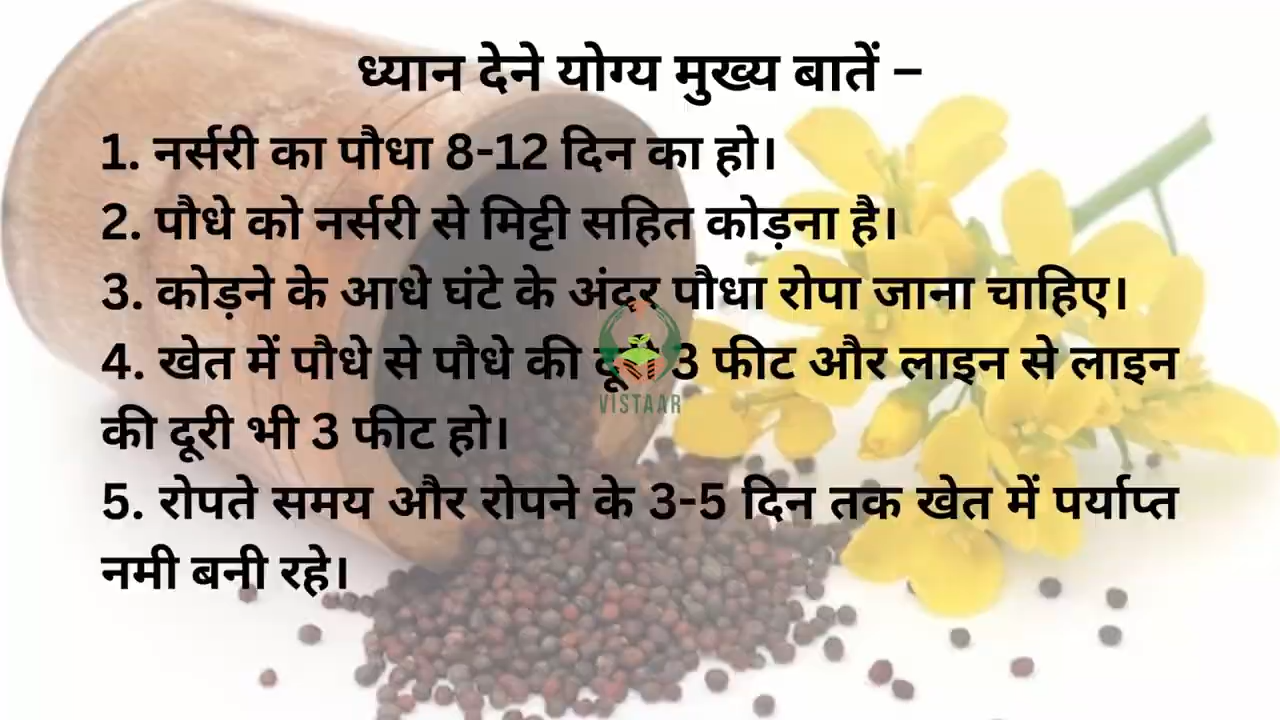 ध्यान देने योग्य मुख्य बातें –
1. नर्सरी का पौधा 8-12 दिन का हो।
2. पौधे को नर्सरी से मिट्टी सहित कोड़ना है।
3. कोड़ने के आधे घंटे के अंदर पौधा रोपा जाना चाहिए।
4. खेत में पौधे से पौधे की दूरी 3 फीट और लाइन से लाइन
की दूरी भी 3 फीट हो।
5. रोपते समय और रोपने के 3-5 दिन तक खेत में पर्याप्त
नमी बनी रहे।
VISTAAR